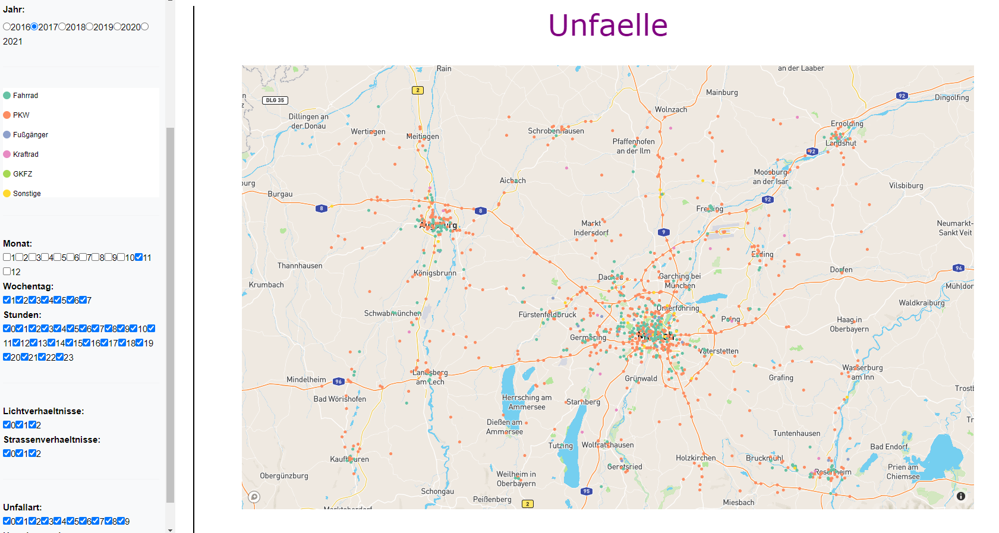 Jahr:
2016 2017 2018 2019 2020
2021
Fahrrad
PKW
Fußgänger
Kraftrad
GKFZ
Sonstige
Monat:
1 2 3 4 5 6 7 8 9 10 11
12
Wochentag:
1 2 3 4 5 6 7
Stunden:
0 1 2 3 4 5 6 7 8 9 10
11 12 13 14 15 16 17 18 19
20 21 22 23
Lichtverhaeltnisse:
0 1 2
Strassenverhaeltnisse:
0 1 2
Unfallart:
0 1 2 3 4 5 6 7 8 9
Unfaelle
Rain
an der Laaber
2
DLG 35
Mainburg
92
Dingolfing
Dillingen an
der Donau
Wolnzach
Wertingen
Meitingen
Schrobenhausen
Ergolding
Landshut
Pfaffenhofen
an der Ilm
92
Moosburg
an der Isar
Aichach
burg
Burgau
Vilsbiburg
8
8
92
Freising
Augsburg
Markt
Indersdorf
9
Neumarkt-
Sankt Veit
Erding
Thannhausen
Königsbrunn
Dachau
Garching bei
München
Dorfen
94
Krumbach
Mühldor
Schwabmünchen
Fürstenfeldbruck
Unterföhring
Waldkraiburg
Poing
Haag in
Oberbayern
Germering
München
Vaterstetten
Landsberg
am Lech
Mindelheim
96
Grünwald
Grafing
Wasserburg
am Inn
Bad Wörishofen
Herrsching am
Ammersee
Starnberg
Trostb
Dießen am
Ammersee
Tuntenhausen
Tr
Tutzing
Wolfratshausen
Bad Endorf
Kaufbeuren
Holzkirchen
Bruckmühl
Geretsried
Rosenheim
Prien am
Chiemsee
Obergünzburg
Weilheim in
Oberbayern
Schongau
95
Peißenberg
2
Miesbach
Marktoberdorf